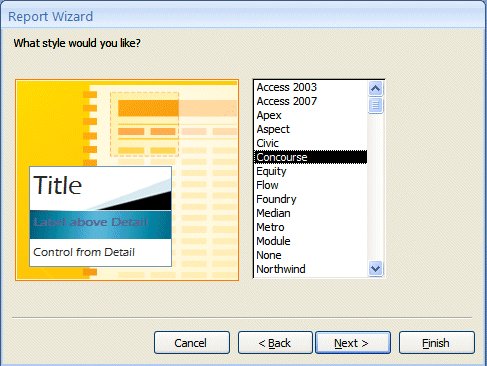 Report Wizard
What style would you like?
Title
Label above Detail
Control from Detail
Access 2003
Access 2007
Apex
Aspect
Civic
Concourse
Equity
Flow
Foundry
Median
Metro
Module
None
Northwind
Cancel
< Back
Next >
Finish